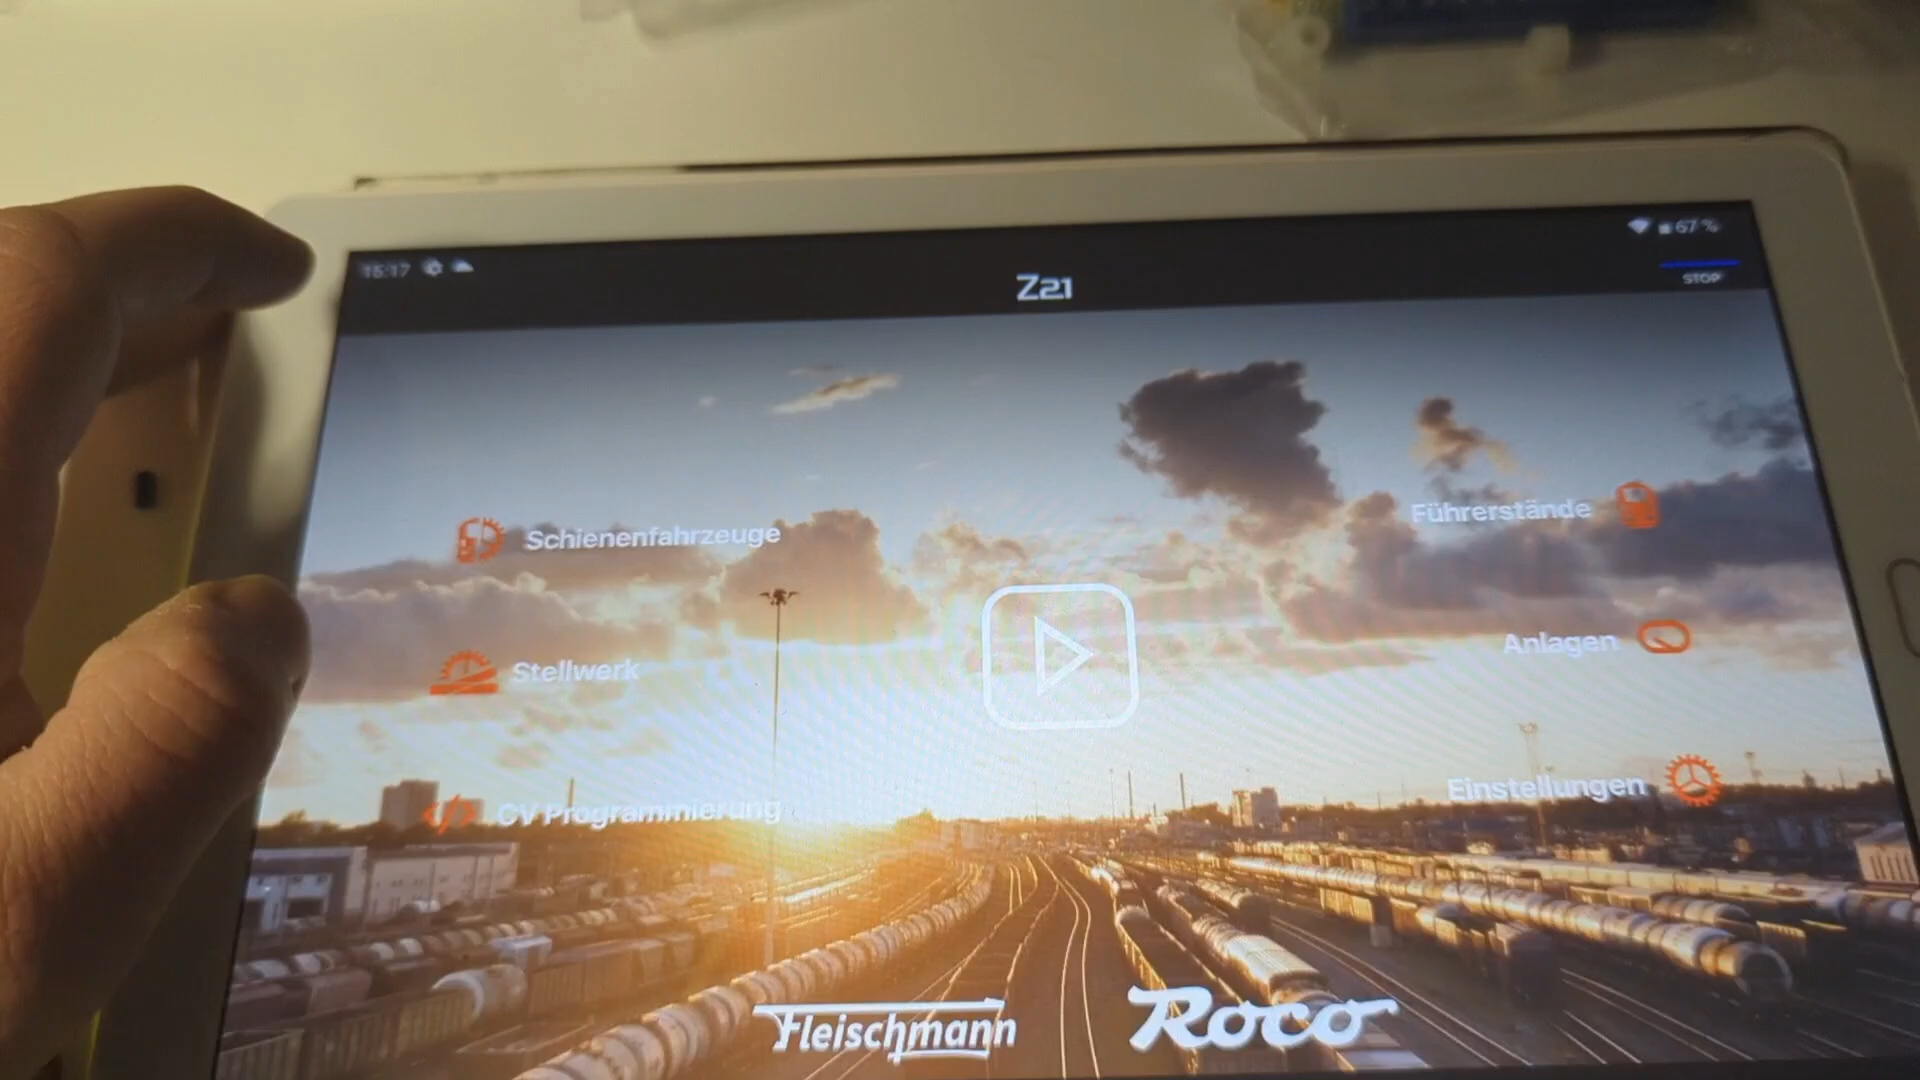 15:17
67 %
Z21
STOP
Schienenfahrzeuge
Führerstände
Stellwerk
Anlagen
CV Programmierung
Einstellungen
Fleischmann
Roco